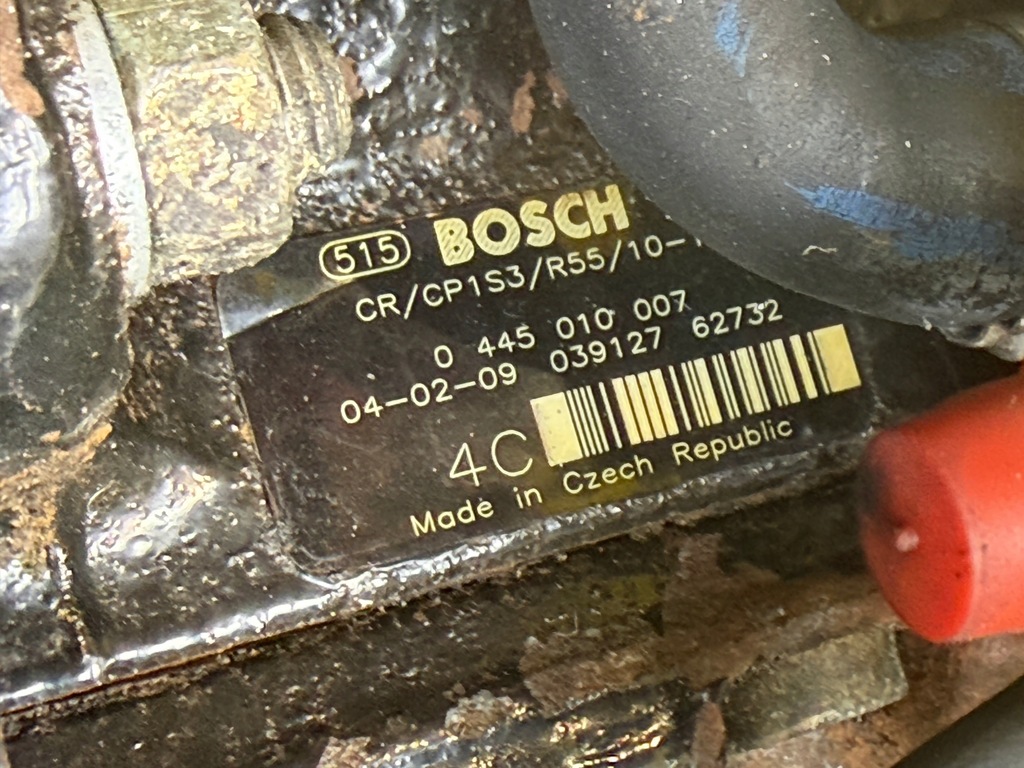 515 BOSCH
CR/CP1S3/R55/10-
0 445 010 007
04-02-09 039127 62732
4C
Made in Czech Republic